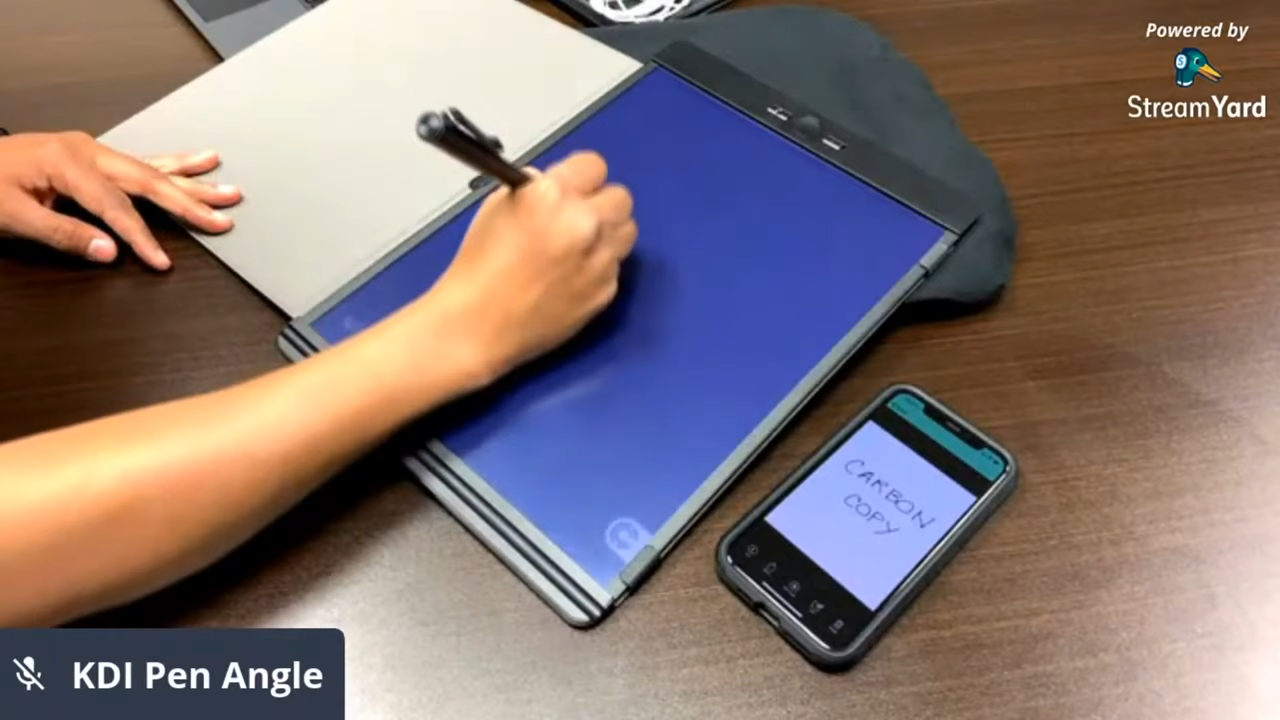 Powered by
StreamYard
CARBON
COPY
KDI Pen Angle